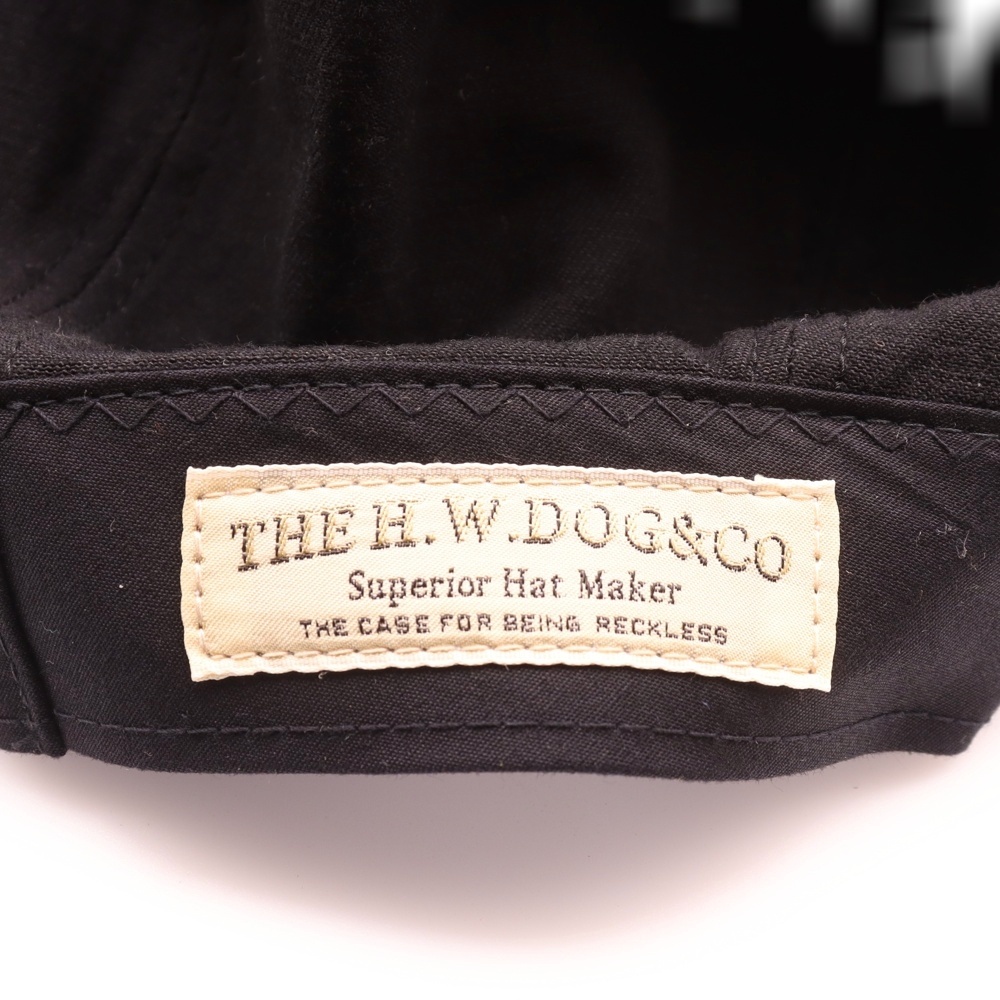 THE H.W.DOG&CO
Superior Hat Maker
THE CASE FOR BEING RECKLESS